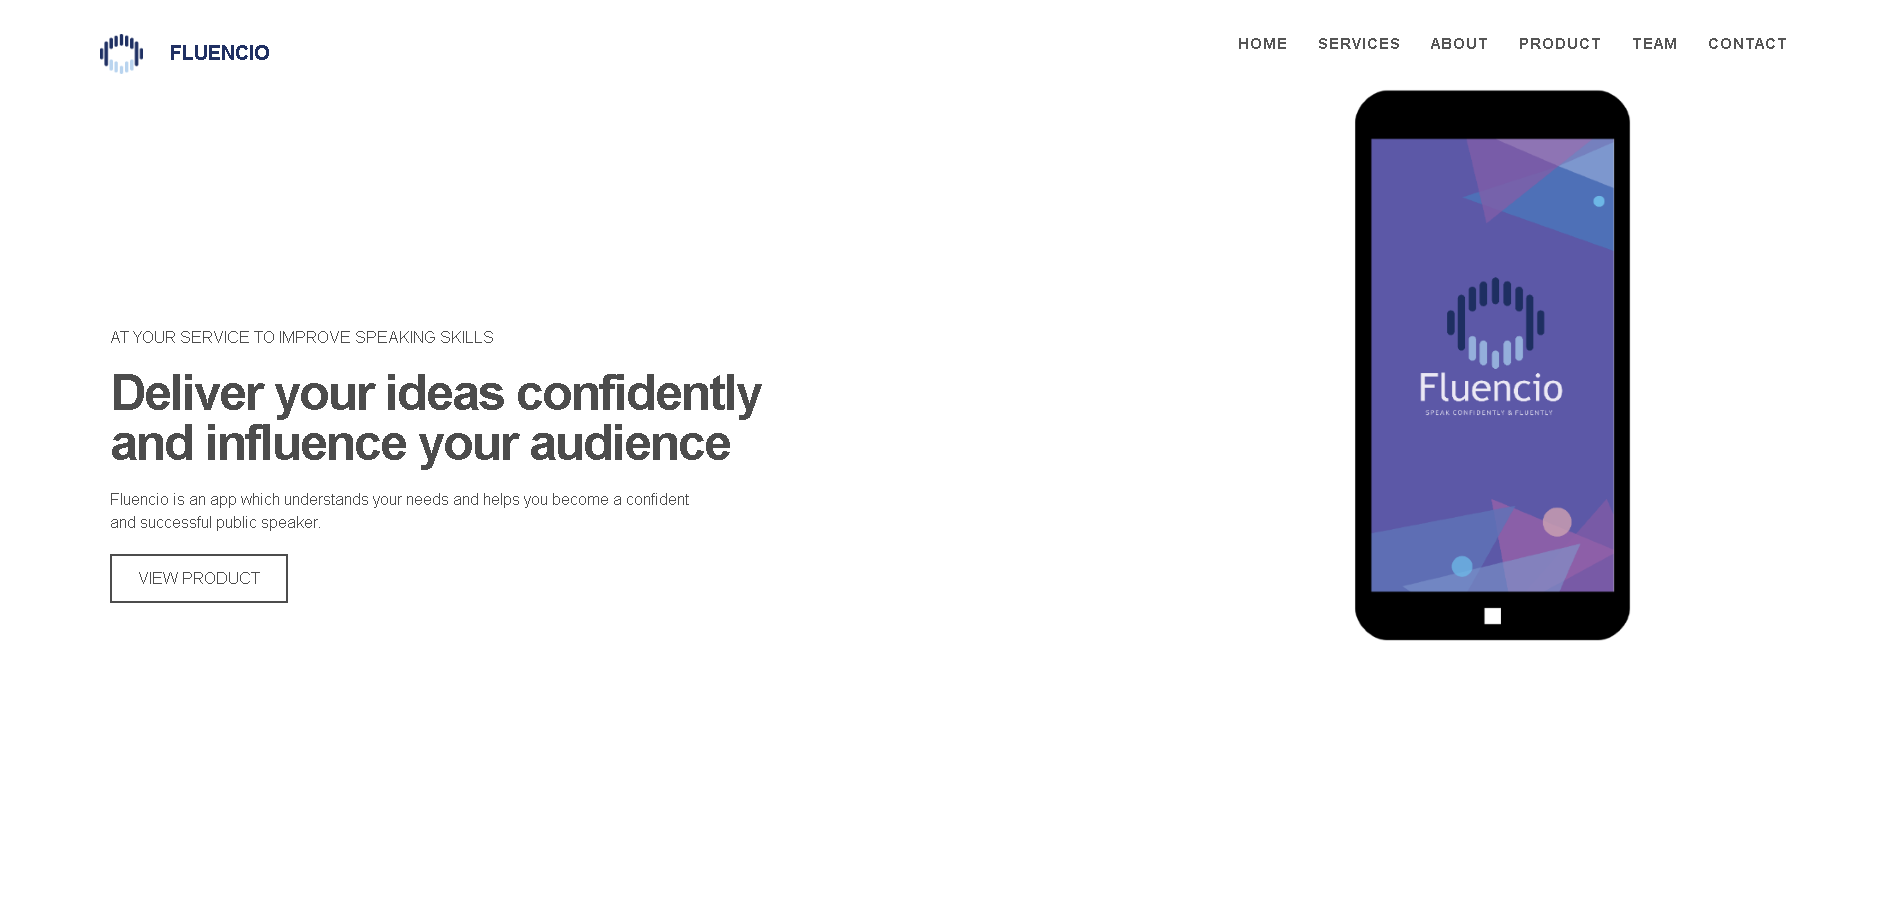 FLUENCIO
HOME SERVICES ABOUT PRODUCT TEAM CONTACT
AT YOUR SERVICE TO IMPROVE SPEAKING SKILLS
Deliver your ideas confidently
and influence your audience
Fluencio is an app which understands your needs and helps you become a confident
and successful public speaker.
VIEW PRODUCT
Fluencio
SPEAK CONFIDENTLY & FLUENTLY